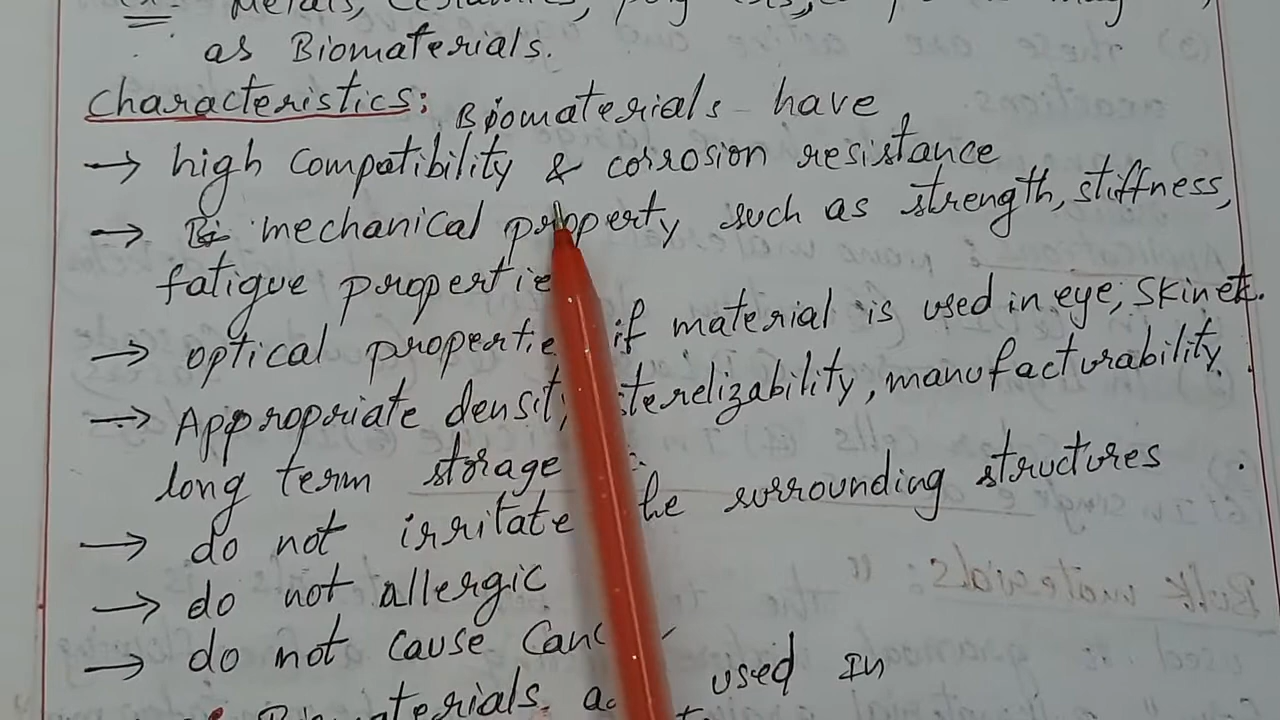 as Biomaterials.
Characteristics: Biomaterials have
→ high compatibility & corrosion resistance
→ mechanical property such as strength, stiffness,
fatigue propertie
→ optical propertie if material is used in eye, skin etc.
→ Appropriate densit sterelizability, manufacturability,
long term storage
→ do not irritate the surrounding structures
→ do not allergic
→ do not cause Canc
used In